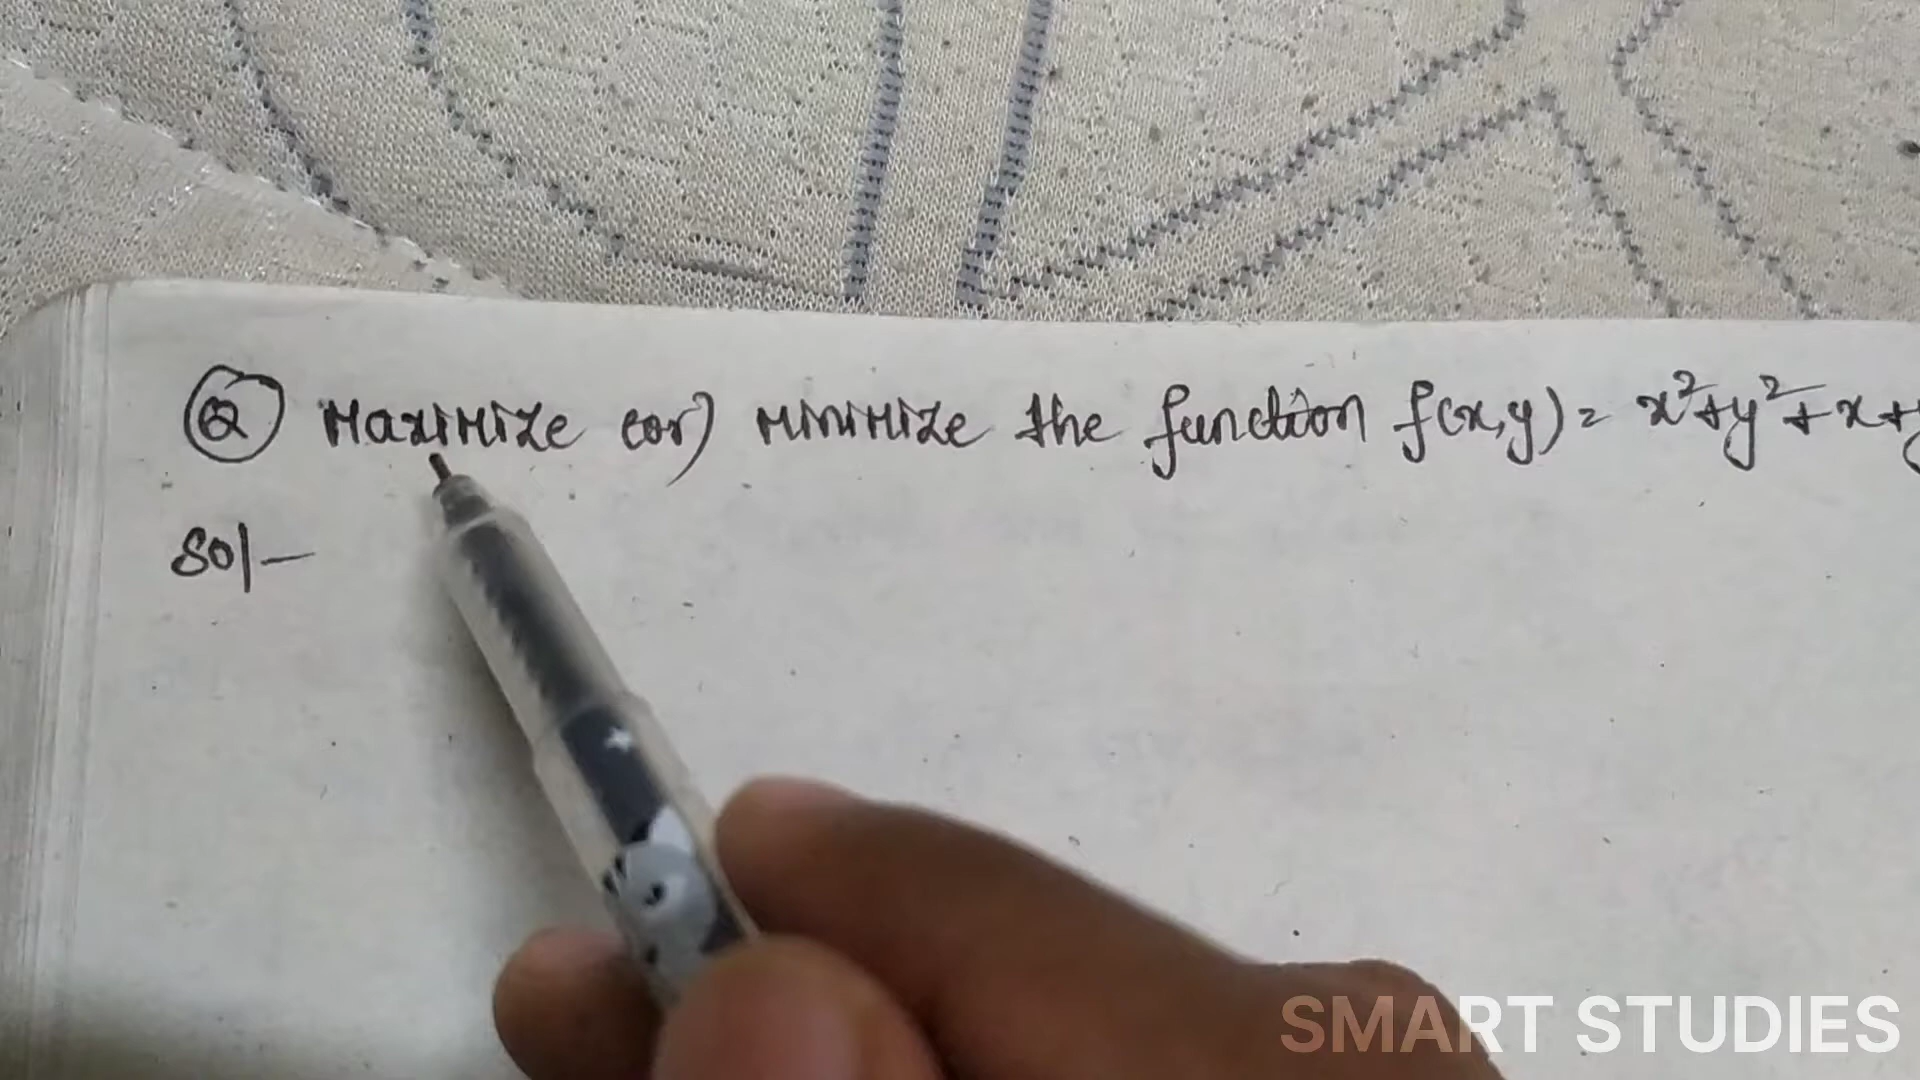 Q Maximize (or) minimize the function f(x,y) = x²+y²+x+y
Sol-
SMART STUDIES